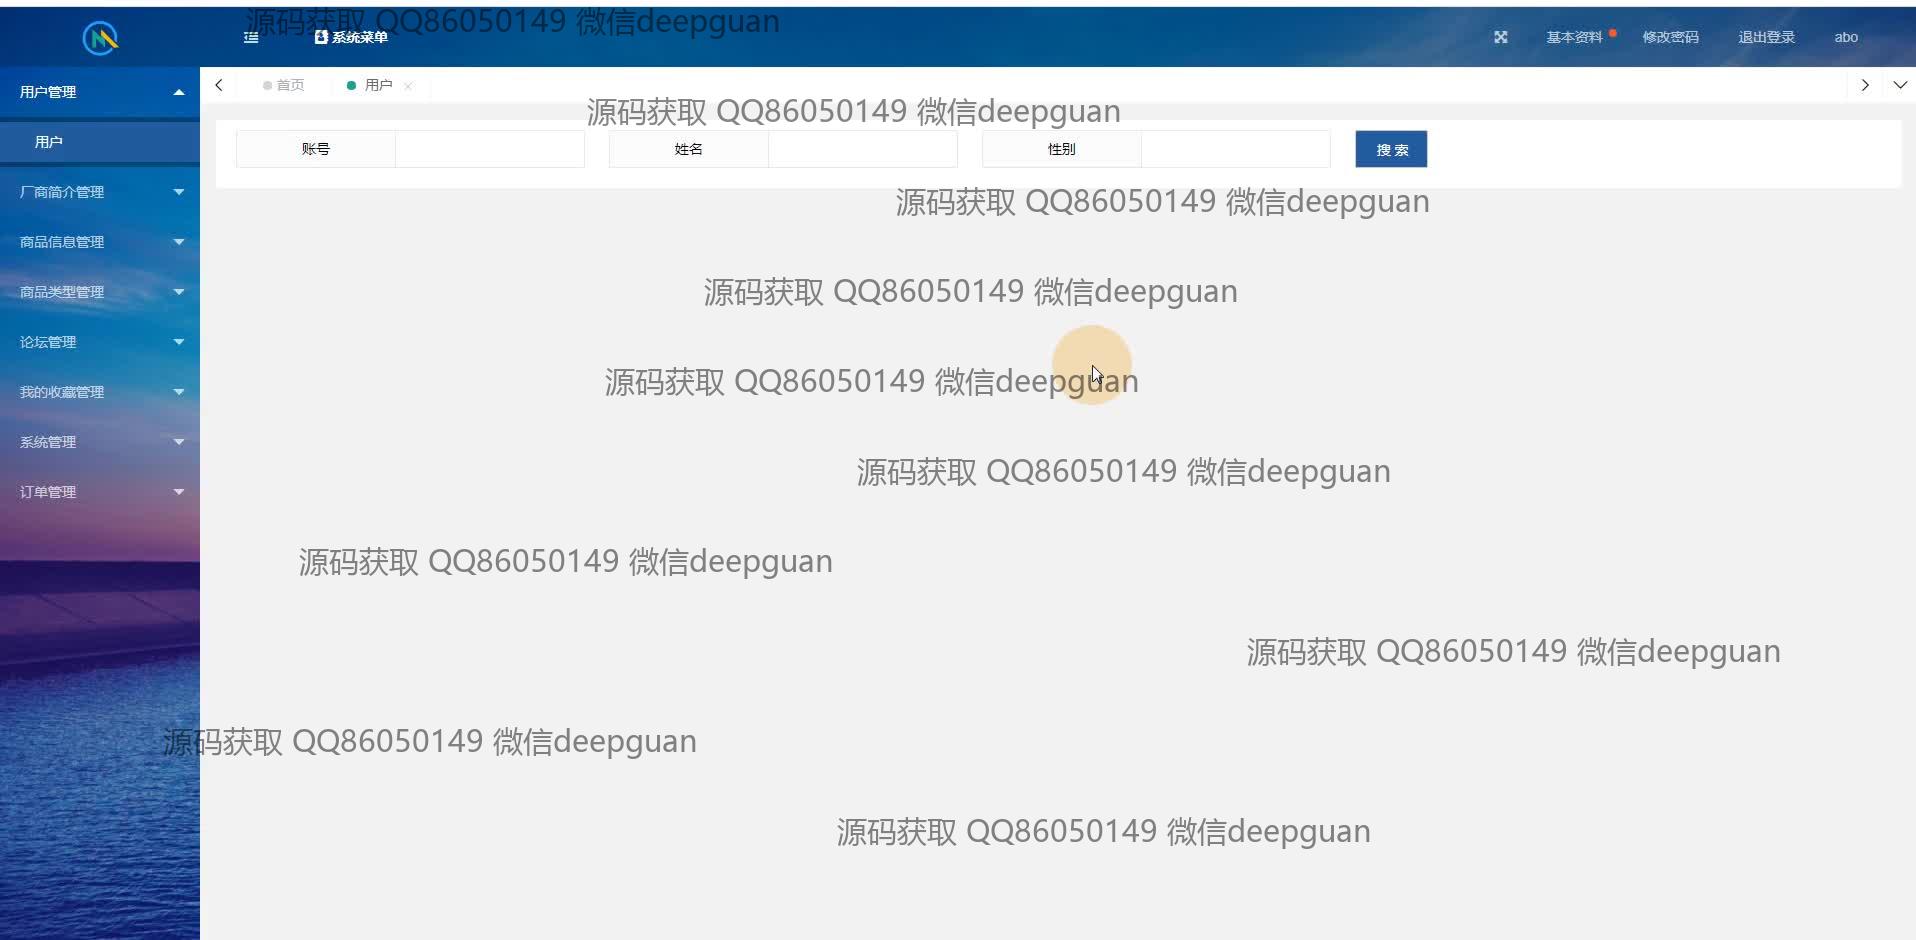 源码获取 QQ86050149 微信deepguan
系统菜单
基本资料
修改密码
退出登录
abo
用户管理
用户
厂商简介管理
商品信息管理
商品类型管理
论坛管理
我的收藏管理
系统管理
订单管理
首页
用户
源码获取 QQ86050149 微信deepguan
账号
姓名
性别
搜索
源码获取 QQ86050149 微信deepguan
源码获取 QQ86050149 微信deepguan
源码获取 QQ86050149 微信deepguan
源码获取 QQ86050149 微信deepguan
源码获取 QQ86050149 微信deepguan
源码获取 QQ86050149 微信deepguan
源码获取 QQ86050149 微信deepguan
源码获取 QQ86050149 微信deepguan